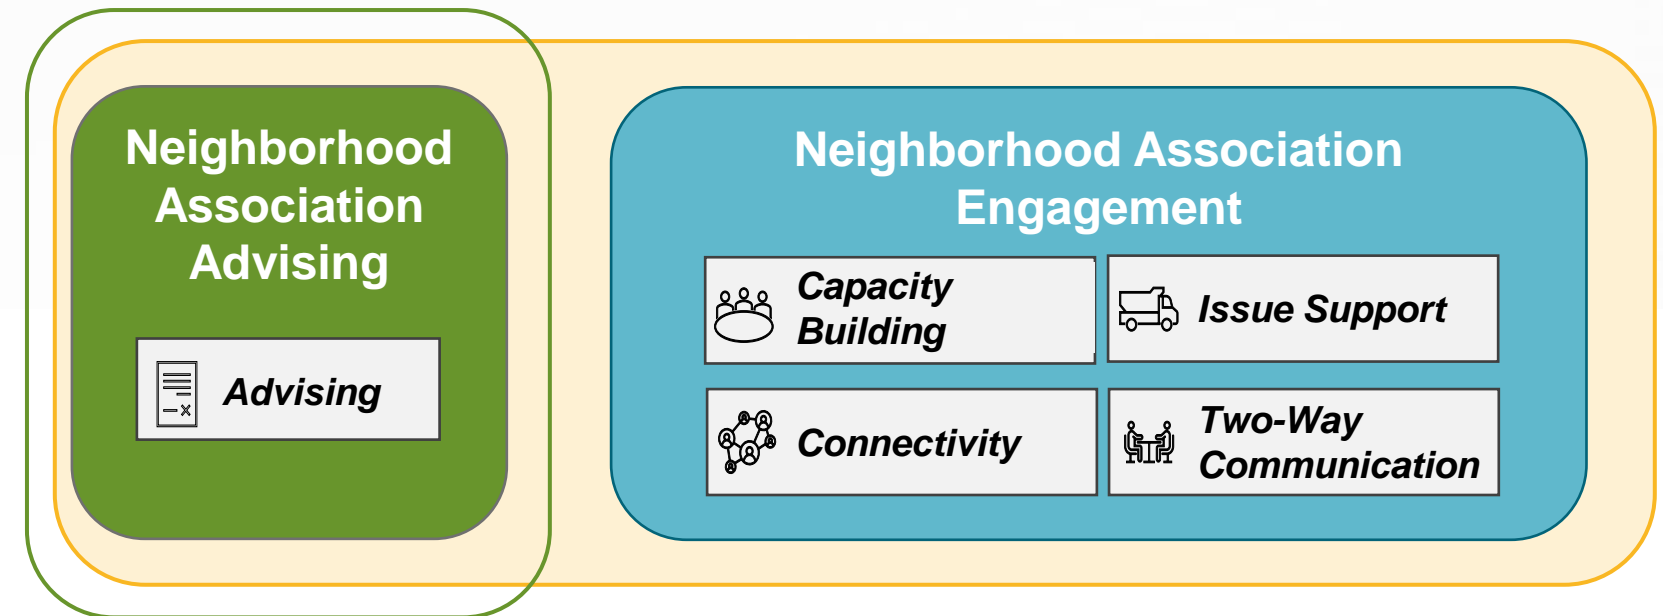 Neighborhood
Association
Advising
Advising
Neighborhood Association
Engagement
Capacity
Building
Issue Support
Connectivity
Two-Way
Communication